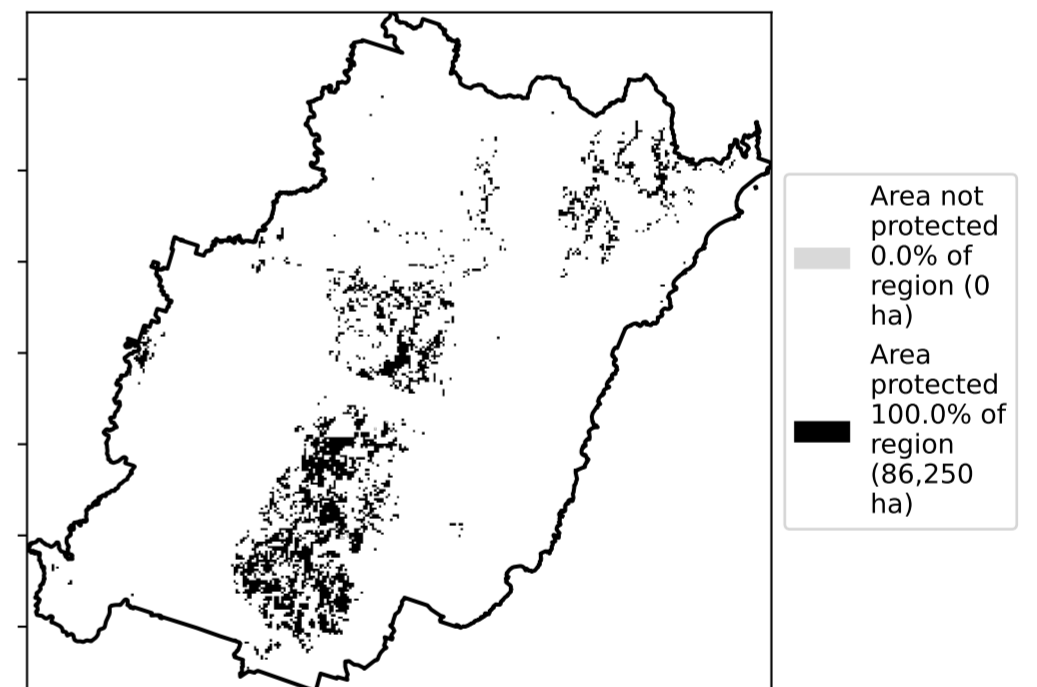 Area not
protected
0.0% of
region (0
ha)
Area
protected
100.0% of
region
(86,250
ha)